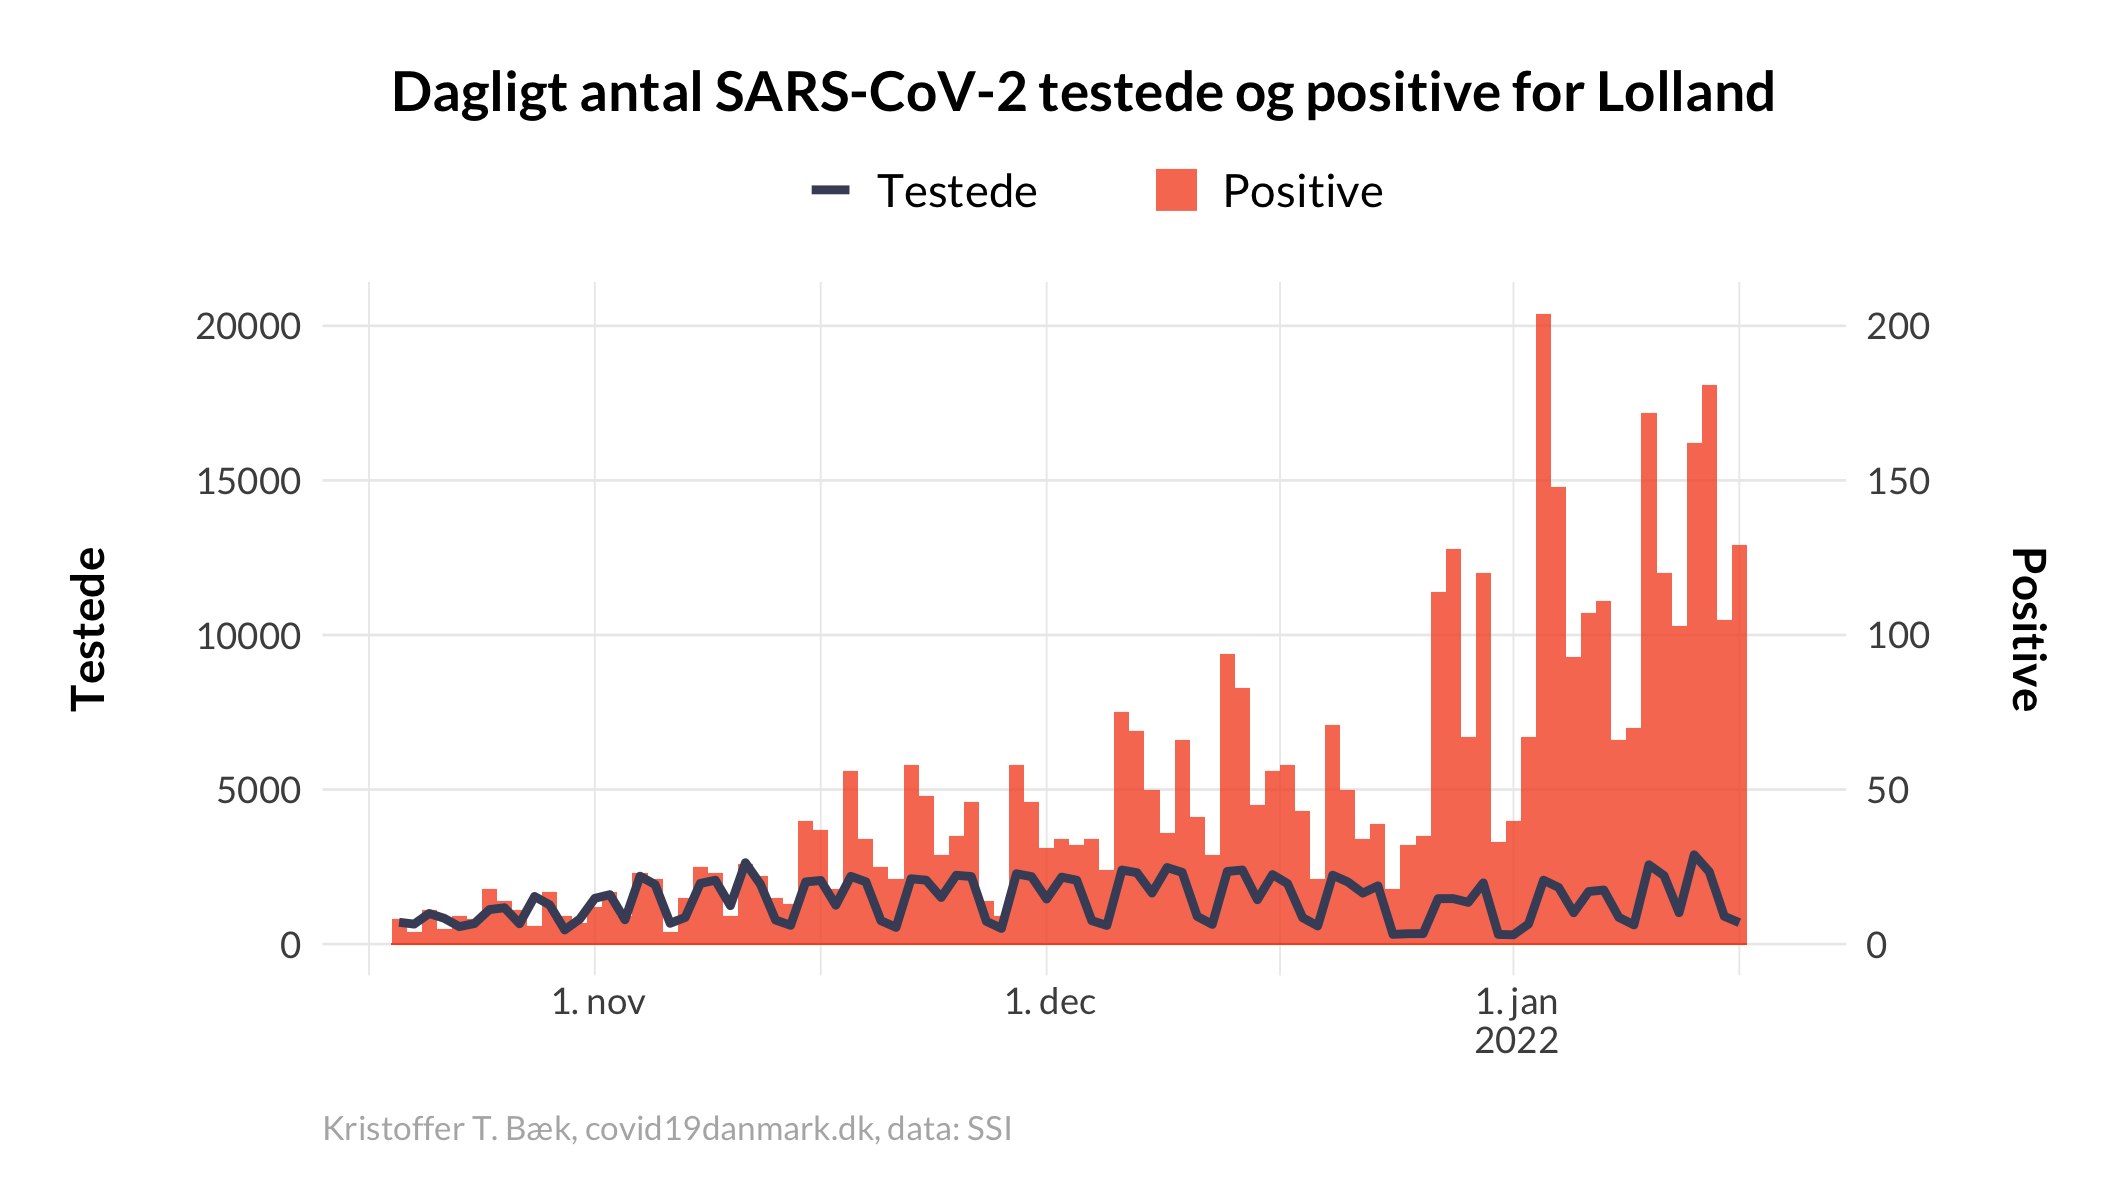 Dagligt antal SARS-CoV-2 testede og positive for Lolland
Testede
Positive
20000
15000
10000
5000
0
Testede
200
150
100
50
0
Positive
1. nov
1. dec
1. jan
2022
Kristoffer T. Bæk, covid19danmark.dk, data: SSI